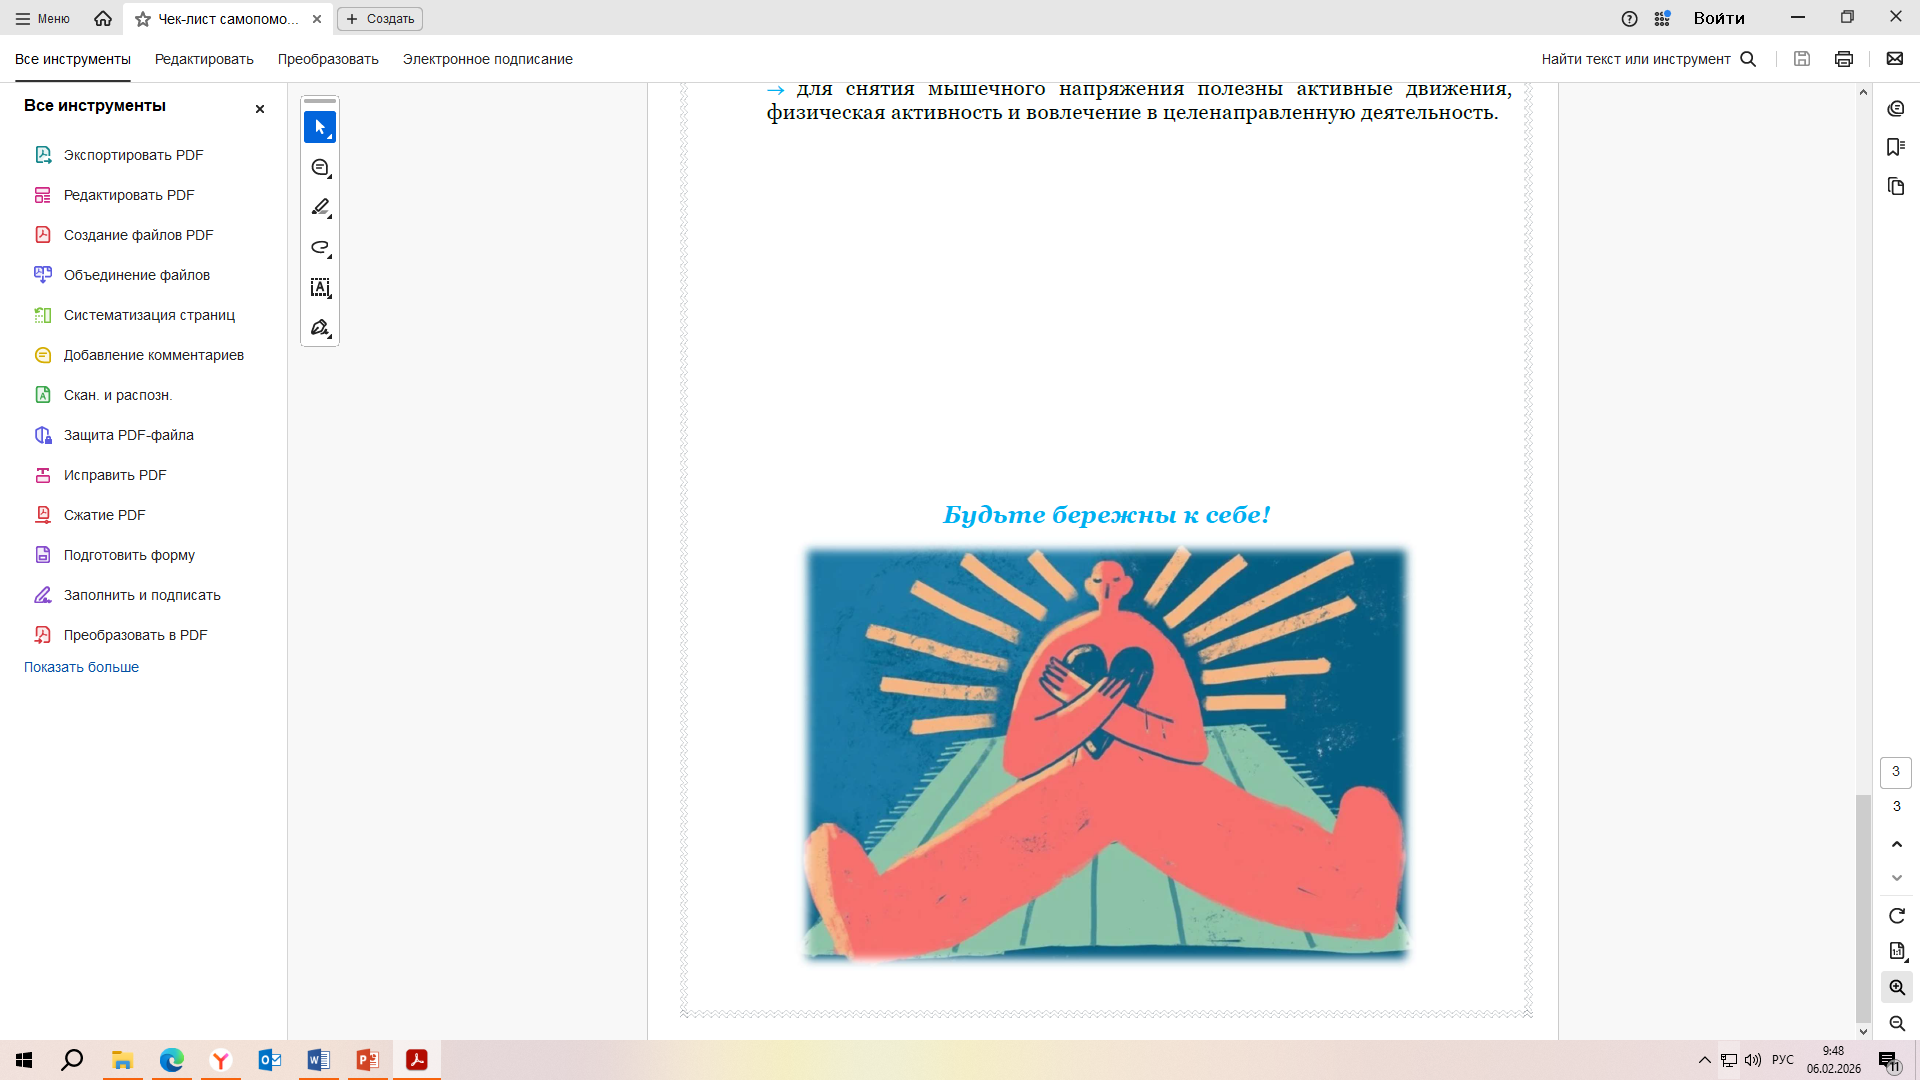 Меню
Чек-лист самопомо...
Создать
Войти
Все инструменты
Редактировать
Преобразовать
Электронное подписание
Найти текст или инструмент
Все инструменты
Экспортировать PDF
Редактировать PDF
Создание файлов PDF
Объединение файлов
Систематизация страниц
Добавление комментариев
Скан. и распозн.
Защита PDF-файла
Исправить PDF
Сжатие PDF
Подготовить форму
Заполнить и подписать
Преобразовать в PDF
Показать больше
→ для снятия мышечного напряжения полезны активные движения,
физическая активность и вовлечение в целенаправленную деятельность.
Будьте бережны к себе!
3
3
РУС
9:48
06.02.2026
11